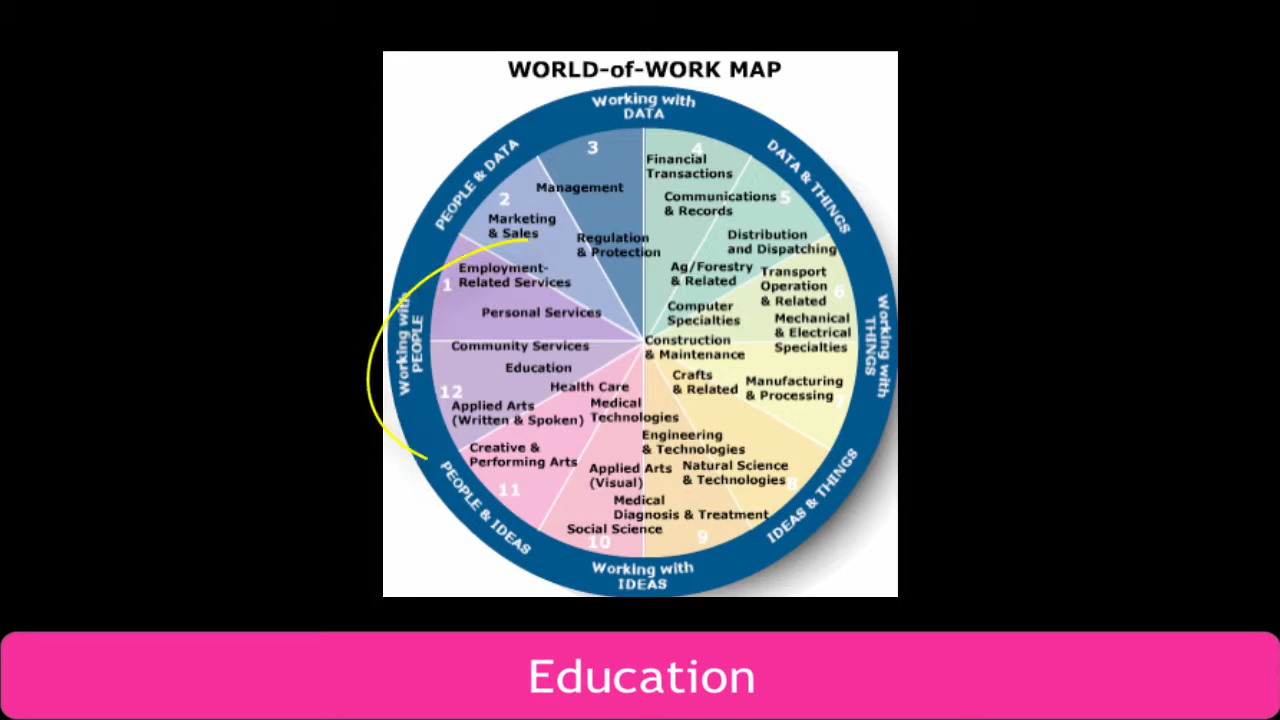 WORLD-of-WORK MAP
Working with
DATA
PEOPLE & DATA
DATA & THINGS
3
4
Financial
Transactions
Management
2
Communications
& Records
5
Marketing
& Sales
Regulation
& Protection
Distribution
and Dispatching
Employment-
Related Services
1
Ag/Forestry
& Related
Transport
Operation
& Related
6
Personal Services
Computer
Specialties
Mechanical
& Electrical
Specialties
Working with
PEOPLE
Working with
THINGS
Community Services
Construction
& Maintenance
Education
Health Care
Crafts
& Related
Manufacturing
& Processing
7
12
Applied Arts
(Written & Spoken)
Medical
Technologies
Engineering
& Technologies
Creative &
Performing Arts
Applied Arts
(Visual)
Natural Science
& Technologies
8
11
Medical
Diagnosis & Treatment
Social Science
10
9
PEOPLE & IDEAS
IDEAS & THINGS
Working with
IDEAS
Education